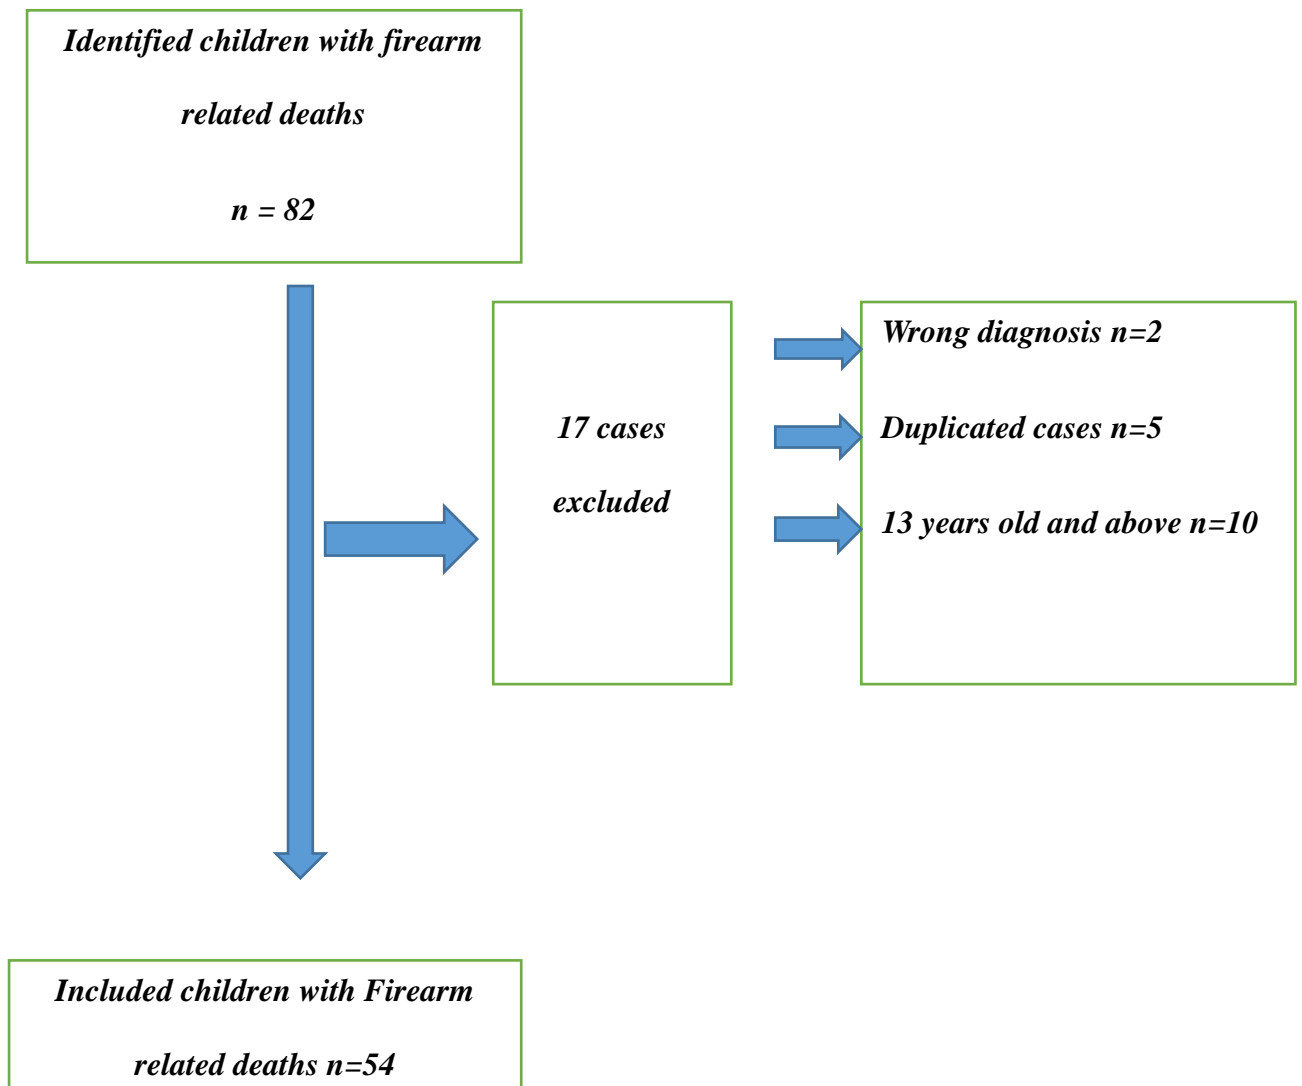 Identified children with firearm
related deaths
n = 82
17 cases
excluded
Wrong diagnosis n=2
Duplicated cases n=5
13 years old and above n=10
Included children with Firearm
related deaths n=54